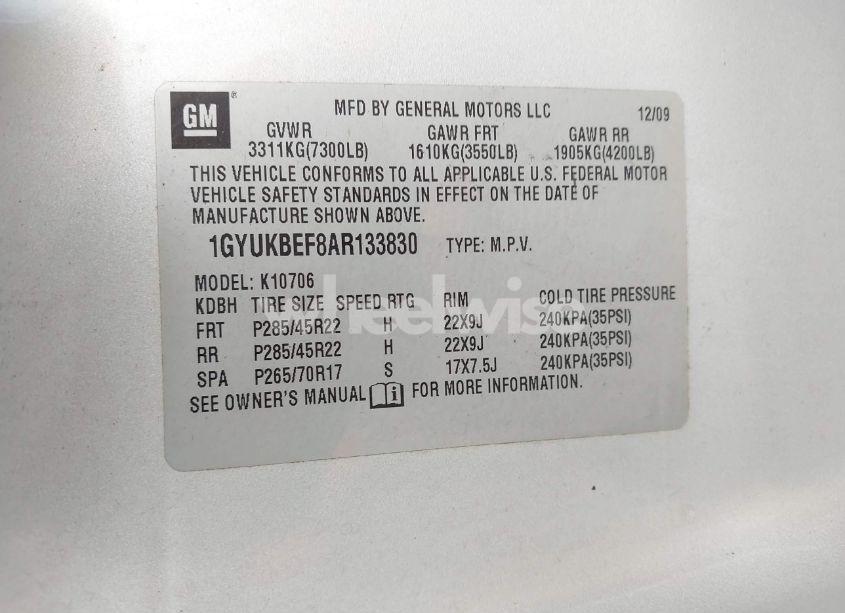 GM® MFD BY GENERAL MOTORS LLC 12/09
GVWR GAWR FRT GAWR RR
3311KG(7300LB) 1610KG(3550LB) 1905KG(4200LB)
THIS VEHICLE CONFORMS TO ALL APPLICABLE U.S. FEDERAL MOTOR
VEHICLE SAFETY STANDARDS IN EFFECT ON THE DATE OF
MANUFACTURE SHOWN ABOVE.
1GYUKBEF8AR133830 TYPE: M.P.V.
MODEL: K10706
KDBH TIRE SIZE SPEED RTG RIM COLD TIRE PRESSURE
FRT P285/45R22 H 22X9J 240KPA(35PSI)
RR P285/45R22 H 22X9J 240KPA(35PSI)
SPA P265/70R17 S 17X7.5J 240KPA(35PSI)
SEE OWNER'S MANUAL FOR MORE INFORMATION.
wheelwise